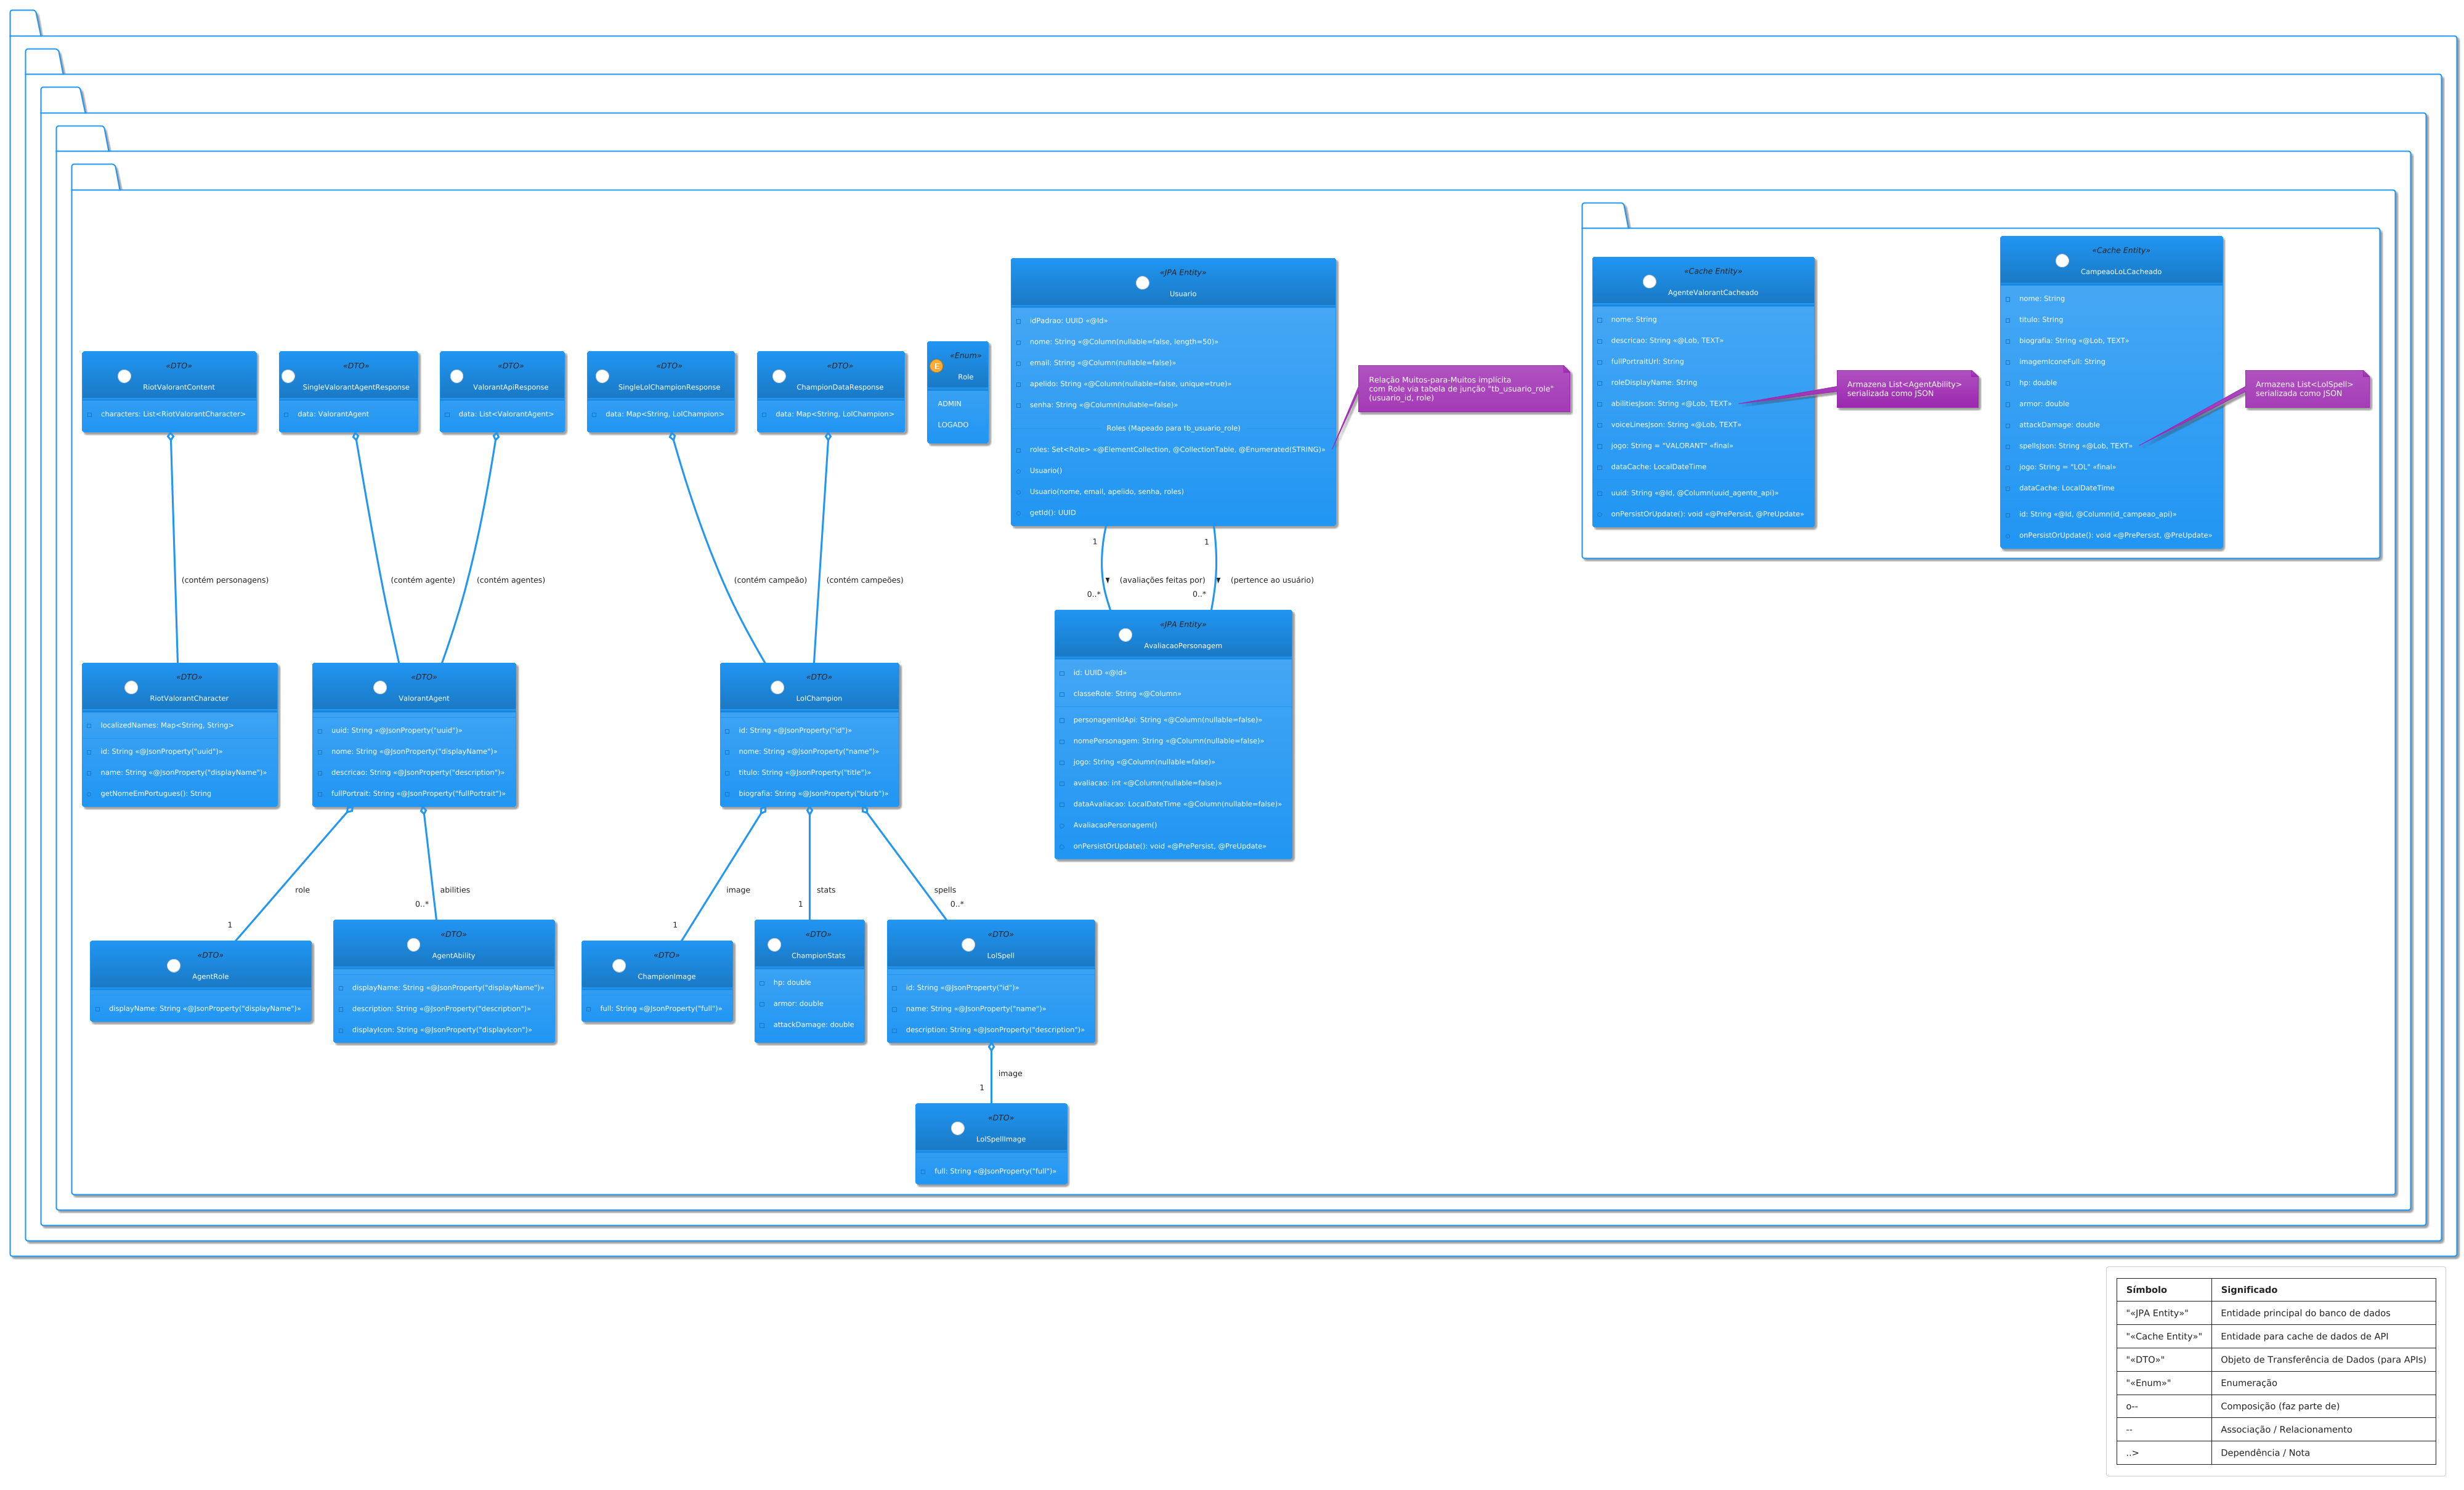 «DTO»
RiotValorantContent
characters: List<RiotValorantCharacter>
«DTO»
SingleValorantAgentResponse
data: ValorantAgent
«DTO»
ValorantApiResponse
data: List<ValorantAgent>
«DTO»
SingleLolChampionResponse
data: Map<String, LolChampion>
«DTO»
ChampionDataResponse
data: Map<String, LolChampion>
E
«Enum»
Role
ADMIN
LOGADO
«JPA Entity»
Usuario
idPadrao: UUID «@Id»
nome: String «@Column(nullable=false, length=50)»
email: String «@Column(nullable=false)»
apelido: String «@Column(nullable=false, unique=true)»
senha: String «@Column(nullable=false)»
Roles (Mapeado para tb_usuario_role)
roles: Set<Role> «@ElementCollection, @CollectionTable, @Enumerated(STRING)»
Usuario()
Usuario(nome, email, apelido, senha, roles)
getId(): UUID
Relação Muitos-para-Muitos implícita
com Role via tabela de junção "tb_usuario_role"
(usuario_id, role)
«Cache Entity»
AgenteValorantCacheado
nome: String
descricao: String «@Lob, TEXT»
fullPortraitUrl: String
roleDisplayName: String
abilitiesJson: String «@Lob, TEXT»
voiceLinesJson: String «@Lob, TEXT»
jogo: String = "VALORANT" «final»
dataCache: LocalDateTime
uuid: String «@Id, @Column(uuid_agente_api)»
onPersistOrUpdate(): void «@PrePersist, @PreUpdate»
Armazena List<AgentAbility>
serializada como JSON
«Cache Entity»
CampeaoLoLCacheado
nome: String
titulo: String
biografia: String «@Lob, TEXT»
imagemIconeFull: String
hp: double
armor: double
attackDamage: double
spellsJson: String «@Lob, TEXT»
jogo: String = "LOL" «final»
dataCache: LocalDateTime
id: String «@Id, @Column(id_campeao_api)»
onPersistOrUpdate(): void «@PrePersist, @PreUpdate»
Armazena List<LolSpell>
serializada como JSON
(contém personagens)
(contém agente)
(contém agentes)
(contém campeão)
(contém campeões)
1
(avaliações feitas por)
0..*
1
(pertence ao usuário)
0..*
«DTO»
RiotValorantCharacter
localizedNames: Map<String, String>
id: String «@JsonProperty("uuid")»
name: String «@JsonProperty("displayName")»
getNomeEmPortugues(): String
«DTO»
ValorantAgent
uuid: String «@JsonProperty("uuid")»
nome: String «@JsonProperty("displayName")»
descricao: String «@JsonProperty("description")»
fullPortrait: String «@JsonProperty("fullPortrait")»
«DTO»
LolChampion
id: String «@JsonProperty("id")»
nome: String «@JsonProperty("name")»
titulo: String «@JsonProperty("title")»
biografia: String «@JsonProperty("blurb")»
«JPA Entity»
AvaliacaoPersonagem
id: UUID «@Id»
classeRole: String «@Column»
personagemIdApi: String «@Column(nullable=false)»
nomePersonagem: String «@Column(nullable=false)»
jogo: String «@Column(nullable=false)»
avaliacao: int «@Column(nullable=false)»
dataAvaliacao: LocalDateTime «@Column(nullable=false)»
AvaliacaoPersonagem()
onPersistOrUpdate(): void «@PrePersist, @PreUpdate»
role
1
abilities
0..*
image
1
stats
1
spells
0..*
«DTO»
AgentRole
displayName: String «@JsonProperty("displayName")»
«DTO»
AgentAbility
displayName: String «@JsonProperty("displayName")»
description: String «@JsonProperty("description")»
displayIcon: String «@JsonProperty("displayIcon")»
«DTO»
ChampionImage
full: String «@JsonProperty("full")»
«DTO»
ChampionStats
hp: double
armor: double
attackDamage: double
«DTO»
LolSpell
id: String «@JsonProperty("id")»
name: String «@JsonProperty("name")»
description: String «@JsonProperty("description")»
image
1
«DTO»
LolSpellImage
full: String «@JsonProperty("full")»
Símbolo Significado
"«JPA Entity»" Entidade principal do banco de dados
"«Cache Entity»" Entidade para cache de dados de API
"«DTO»" Objeto de Transferência de Dados (para APIs)
"«Enum»" Enumeração
o-- Composição (faz parte de)
-- Associação / Relacionamento
..> Dependência / Nota